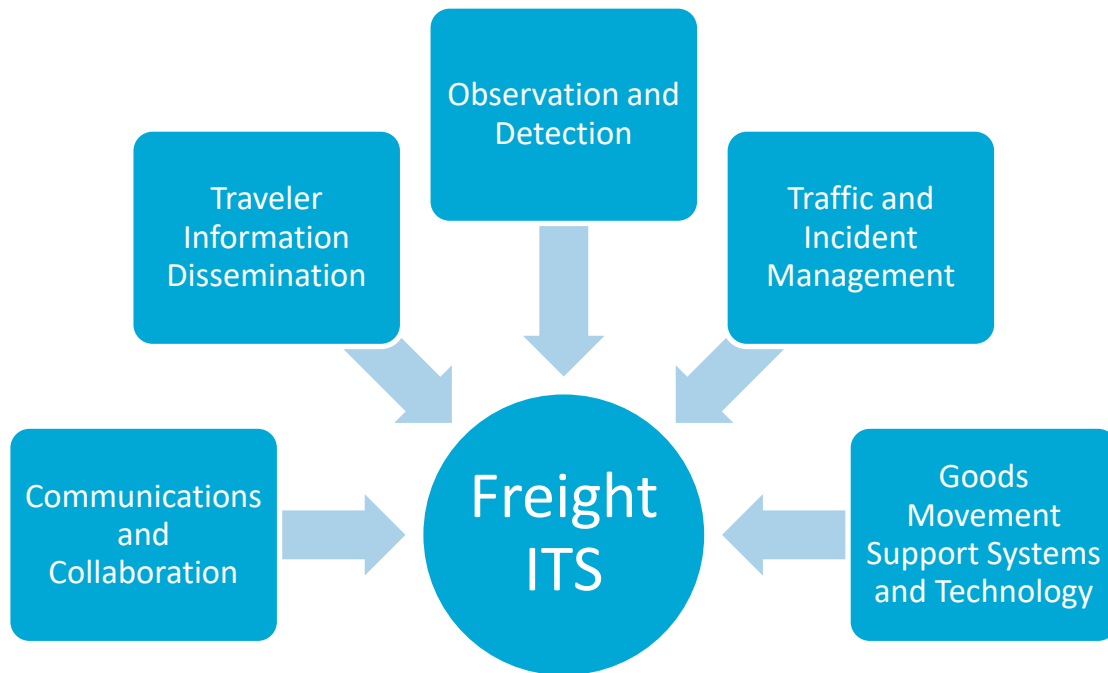 Observation and
Detection
Traveler
Information
Dissemination
Traffic and
Incident
Management
Communications
and
Collaboration
Freight
ITS
Goods
Movement
Support Systems
and Technology